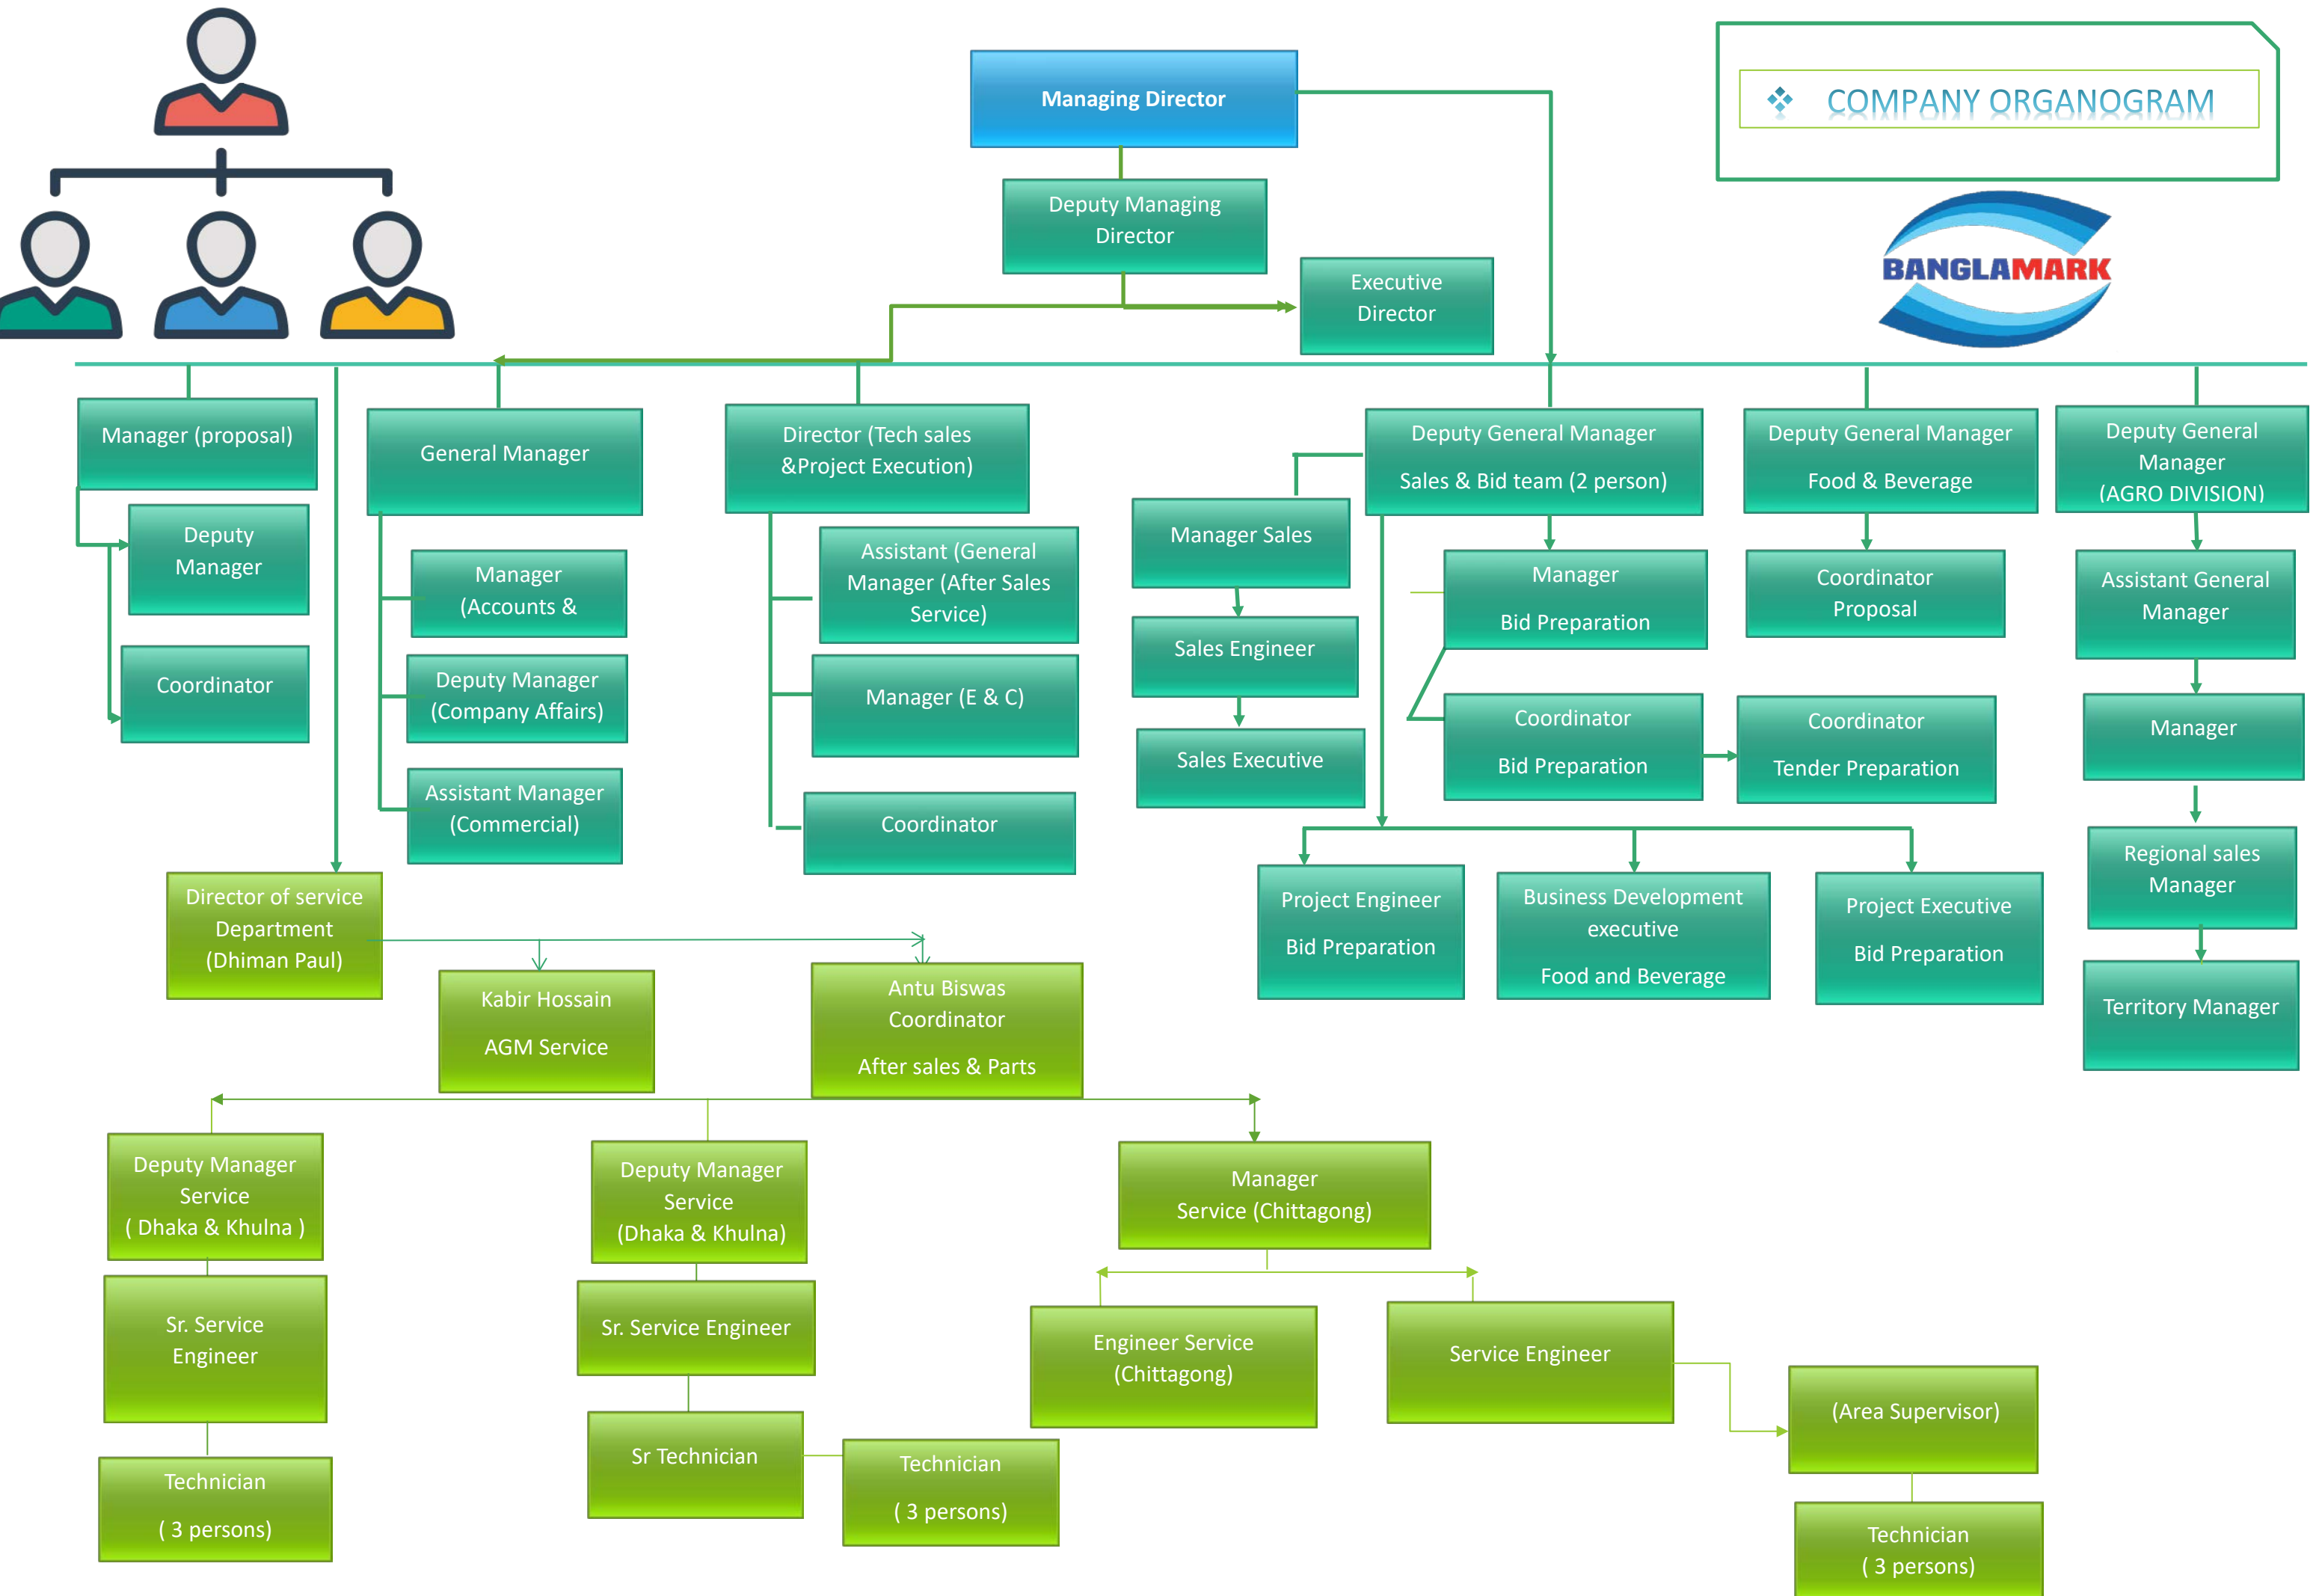 Managing Director
❖ COMPANY ORGANOGRAM
Deputy Managing
Director
BANGLAMARK
Executive
Director
Manager (proposal)
General Manager
Director (Tech sales
&Project Execution)
Deputy General Manager
Sales & Bid team (2 person)
Deputy General Manager
Food & Beverage
Deputy General
Manager
(AGRO DIVISION)
Deputy
Manager
Coordinator
Manager
(Accounts &
Deputy Manager
(Company Affairs)
Assistant Manager
(Commercial)
Assistant (General
Manager (After Sales
Service)
Manager (E & C)
Coordinator
Manager Sales
Sales Engineer
Sales Executive
Manager
Bid Preparation
Coordinator
Bid Preparation
Coordinator
Proposal
Coordinator
Tender Preparation
Assistant General
Manager
Manager
Regional sales
Manager
Territory Manager
Project Engineer
Bid Preparation
Business Development
executive
Food and Beverage
Project Executive
Bid Preparation
Director of service
Department
(Dhiman Paul)
Kabir Hossain
AGM Service
Antu Biswas
Coordinator
After sales & Parts
Deputy Manager
Service
( Dhaka & Khulna )
Deputy Manager
Service
(Dhaka & Khulna)
Manager
Service (Chittagong)
Sr. Service
Engineer
Sr. Service Engineer
Engineer Service
(Chittagong)
Service Engineer
(Area Supervisor)
Technician
( 3 persons)
Sr Technician
Technician
( 3 persons)
Technician
( 3 persons)